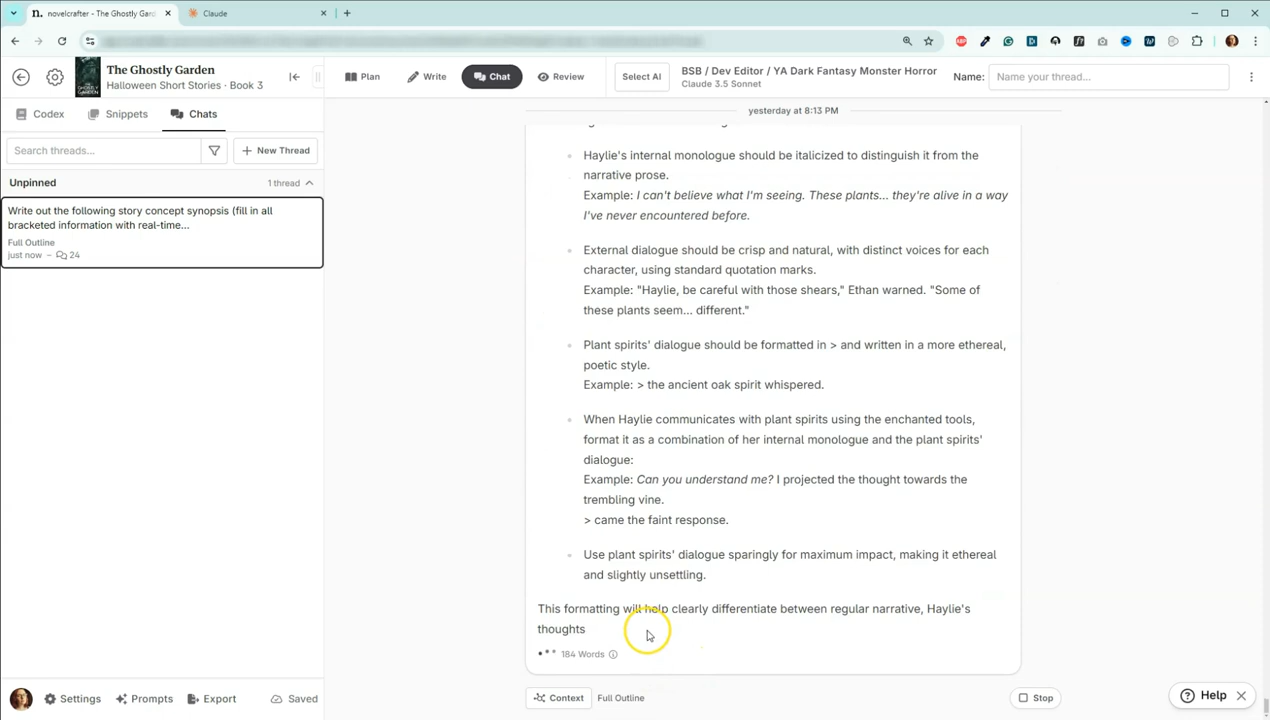 novelcrafter - The Ghostly Gard
Claude
The Ghostly Garden
Halloween Short Stories · Book 3
Plan
Write
Chat
Review
Select AI
BSB / Dev Editor / YA Dark Fantasy Monster Horror
Claude 3.5 Sonnet
Name:
Name your thread...
Codex
Snippets
Chats
Search threads...
New Thread
Unpinned
1 thread
Write out the following story concept synopsis (fill in all
bracketed information with real-time...
Full Outline
just now – 24
yesterday at 8:13 PM
Haylie's internal monologue should be italicized to distinguish it from the
narrative prose.
Example: I can't believe what I'm seeing. These plants... they're alive in a way
I've never encountered before.
External dialogue should be crisp and natural, with distinct voices for each
character, using standard quotation marks.
Example: "Haylie, be careful with those shears," Ethan warned. "Some of
these plants seem... different."
Plant spirits' dialogue should be formatted in > and written in a more ethereal,
poetic style.
Example: > the ancient oak spirit whispered.
When Haylie communicates with plant spirits using the enchanted tools,
format it as a combination of her internal monologue and the plant spirits'
dialogue:
Example: Can you understand me? I projected the thought towards the
trembling vine.
> came the faint response.
Use plant spirits' dialogue sparingly for maximum impact, making it ethereal
and slightly unsettling.
This formatting will help clearly differentiate between regular narrative, Haylie's
thoughts
184 Words
Context
Full Outline
Stop
Settings
Prompts
Export
Saved
Help